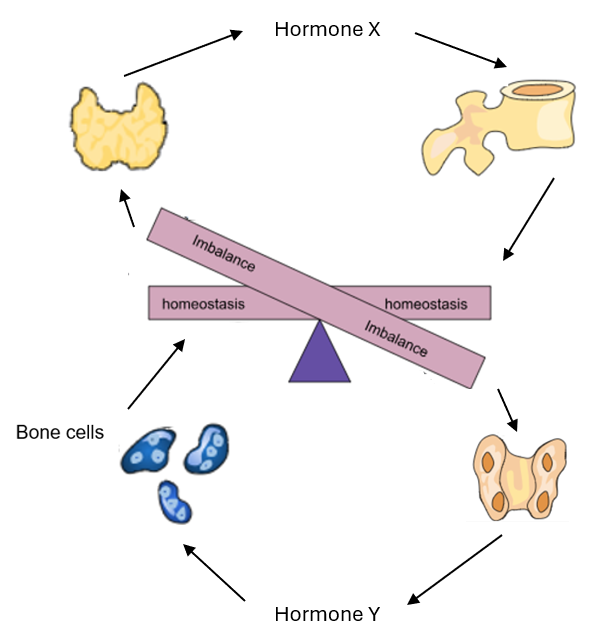 Hormone X
Imbalance
homeostasis
homeostasis
Imbalance
Bone cells
Hormone Y